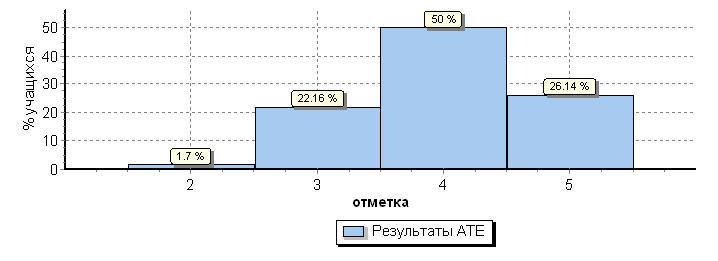 % учащихся
50
40
30
20
10
0
1.7 %
22.16 %
50 %
26.14 %
2 3 4 5
отметка
Результаты АТЕ